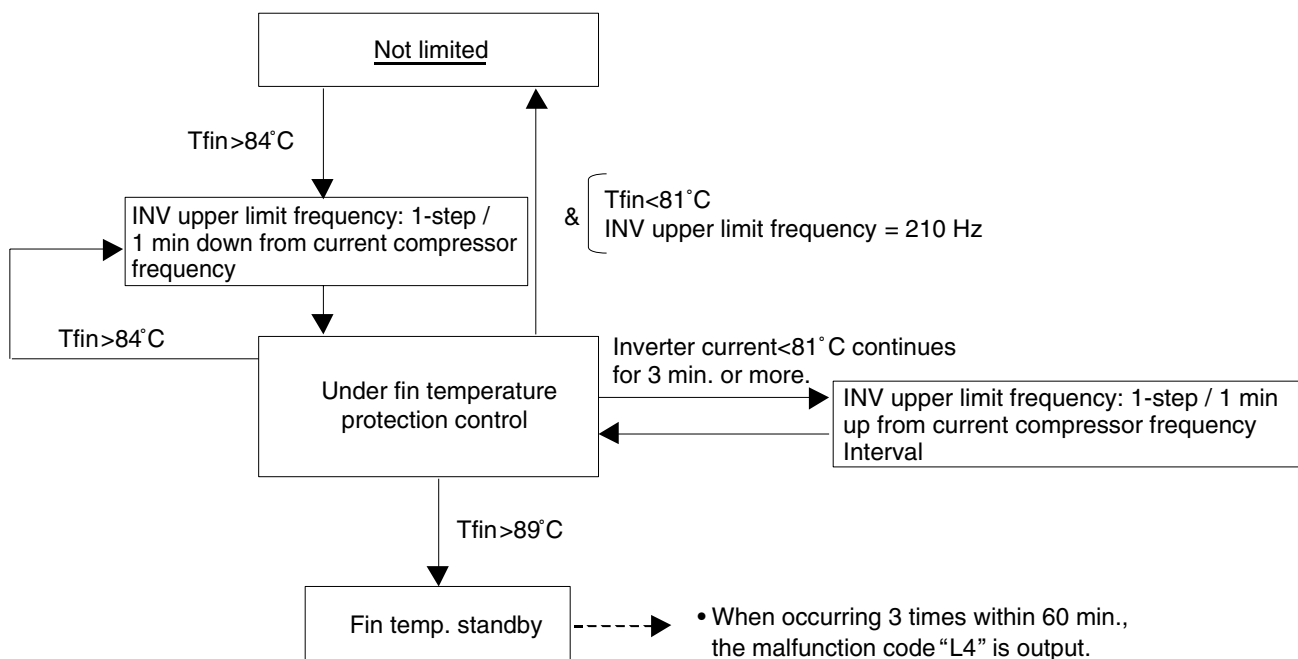 Not limited
Tfin>84˚C
&
Tfin<81˚C
INV upper limit frequency = 210 Hz
INV upper limit frequency: 1-step /
1 min down from current compressor
frequency
Tfin>84˚C
Under fin temperature
protection control
Inverter current<81˚C continues
for 3 min. or more.
INV upper limit frequency: 1-step / 1 min
up from current compressor frequency
Interval
Tfin>89˚C
Fin temp. standby
• When occurring 3 times within 60 min.,
the malfunction code “L4” is output.